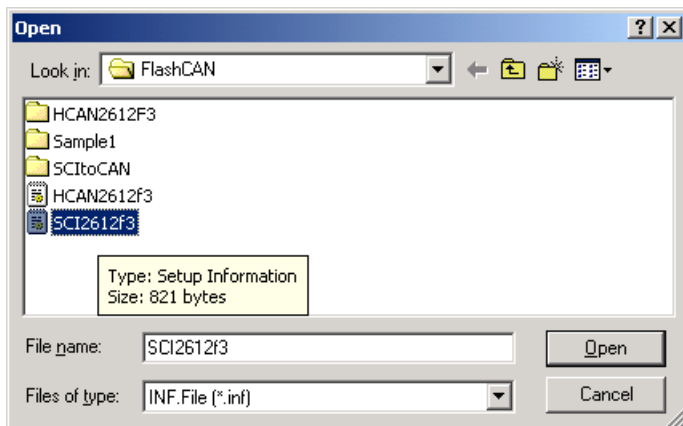 Open
Look in: FlashCAN
HCAN2612F3
Sample1
SCItoCAN
HCAN2612f3
SCI2612f3
Type: Setup Information
Size: 821 bytes
File name: SCI2612f3 Open
Files of type: INF.File (*.inf) Cancel